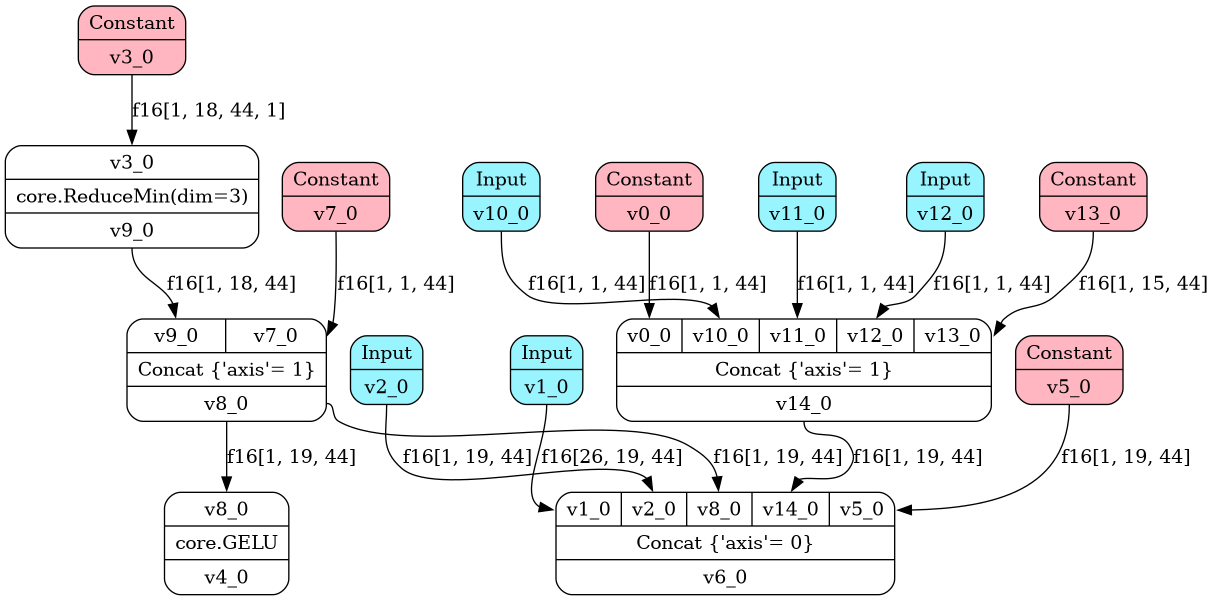 Constant
v3_0
f16[1, 18, 44, 1]
v3_0
core.ReduceMin(dim=3)
v9_0
Constant
v7_0
Input
v10_0
Constant
v0_0
Input
v11_0
Input
v12_0
Constant
v13_0
f16[1, 18, 44]
f16[1, 1, 44]
f16[1, 1, 44]
f16[1, 1, 44]
f16[1, 1, 44]
f16[1, 1, 44]
f16[1, 15, 44]
v9_0 v7_0
Concat {'axis'= 1}
v8_0
Input
v2_0
Input
v1_0
v0_0 v10_0 v11_0 v12_0 v13_0
Concat {'axis'= 1}
v14_0
Constant
v5_0
f16[1, 19, 44]
f16[1, 19, 44]
f16[26, 19, 44]
f16[1, 19, 44]
f16[1, 19, 44]
f16[1, 19, 44]
v8_0
core.GELU
v4_0
v1_0 v2_0 v8_0 v14_0 v5_0
Concat {'axis'= 0}
v6_0